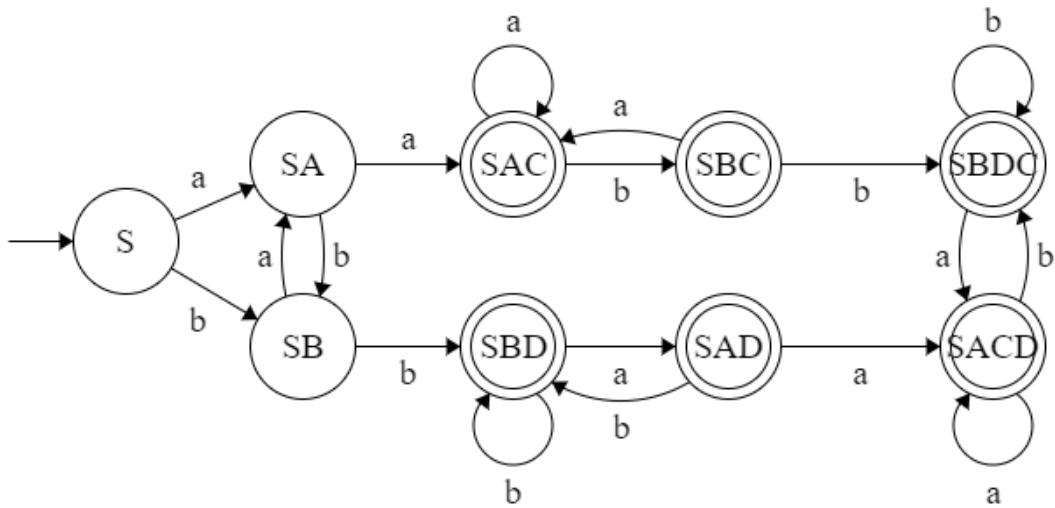 a b
a
SA a SAC SBC SBDC
a b b
S a b a b
b
SB SBD SAD SACD
b a a
b
b a